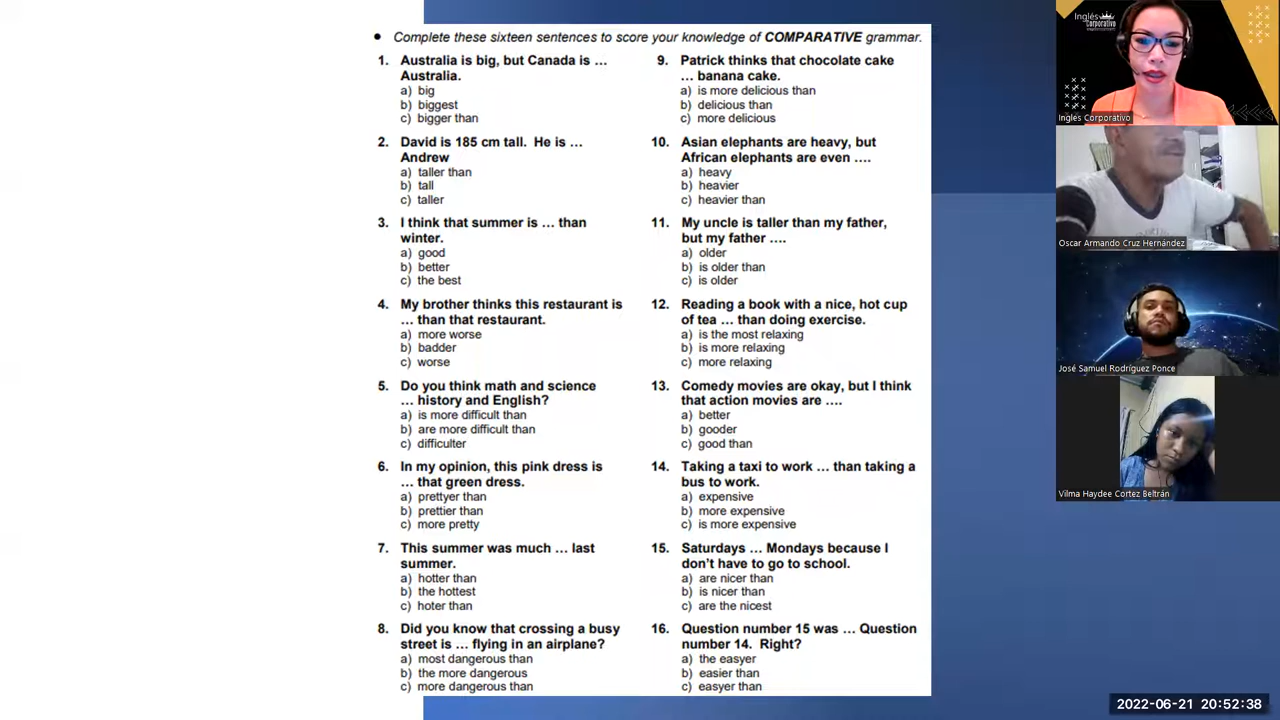 • Complete these sixteen sentences to score your knowledge of COMPARATIVE grammar.
1. Australia is big, but Canada is …
Australia.
a) big
b) biggest
c) bigger than
2. David is 185 cm tall. He is …
Andrew
a) taller than
b) tall
c) taller
3. I think that summer is … than
winter.
a) good
b) better
c) the best
4. My brother thinks this restaurant is
… than that restaurant.
a) more worse
b) badder
c) worse
5. Do you think math and science
… history and English?
a) is more difficult than
b) are more difficult than
c) difficulter
6. In my opinion, this pink dress is
… that green dress.
a) prettyer than
b) prettier than
c) more pretty
7. This summer was much … last
summer.
a) hotter than
b) the hottest
c) hoter than
8. Did you know that crossing a busy
street is … flying in an airplane?
a) most dangerous than
b) the more dangerous
c) more dangerous than
9. Patrick thinks that chocolate cake
… banana cake.
a) is more delicious than
b) delicious than
c) more delicious
10. Asian elephants are heavy, but
African elephants are even ….
a) heavy
b) heavier
c) heavier than
11. My uncle is taller than my father,
but my father ….
a) older
b) is older than
c) is older
12. Reading a book with a nice, hot cup
of tea … than doing exercise.
a) is the most relaxing
b) is more relaxing
c) more relaxing
13. Comedy movies are okay, but I think
that action movies are ….
a) better
b) gooder
c) good than
14. Taking a taxi to work … than taking a
bus to work.
a) expensive
b) more expensive
c) is more expensive
15. Saturdays … Mondays because I
don't have to go to school.
a) are nicer than
b) is nicer than
c) are the nicest
16. Question number 15 was … Question
number 14. Right?
a) the easyer
b) easier than
c) easyer than
Inglés
Corporativo
Inglés Corporativo
Oscar Armando Cruz Hernández
José Samuel Rodríguez Ponce
Vilma Haydee Cortez Beltrán
2022-06-21 20:52:38